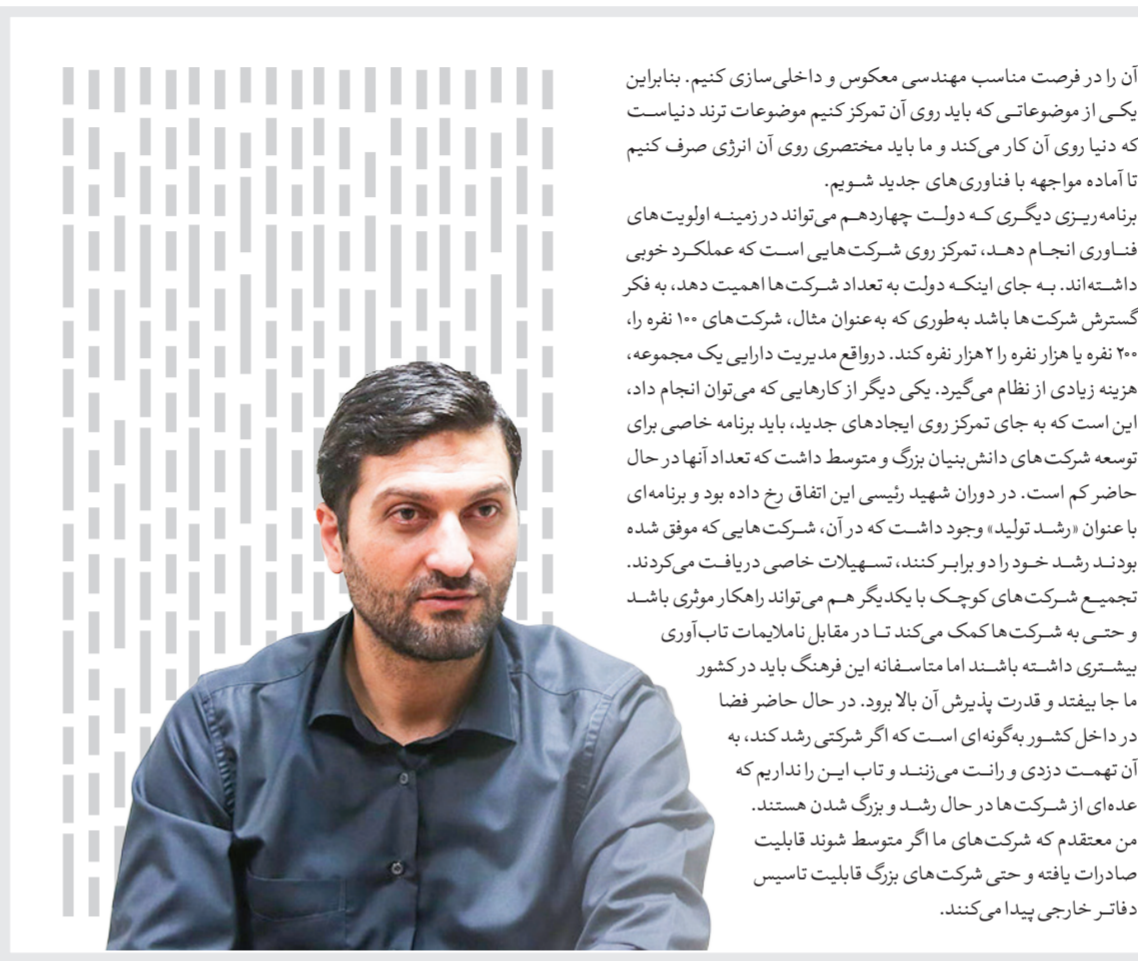 آن را در فرصت مناسب مهندسی معکوس و داخلی‌سازی کنیم. بنابراین
یکی از موضوعاتی که باید روی آن تمرکز کنیم موضوعات ترند دنیاست
که دنیا روی آن کار می‌کند و ما باید مختصری روی آن انرژی صرف کنیم
تا آماده مواجهه با فناوری‌های جدید شویم.
برنامه‌ریزی دیگری که دولت چهاردهم می‌تواند در زمینه اولویت‌های
فناوری انجام دهد، تمرکز روی شرکت‌هایی است که عملکرد خوبی
داشته‌اند. به جای اینکه دولت به تعداد شرکت‌ها اهمیت دهد، به فکر
گسترش شرکت‌ها باشد به‌طوری که به‌عنوان مثال، شرکت‌های ۱۰۰ نفره را،
۲۰۰ نفره یا هزار نفره را ۲هزار نفره کند. درواقع مدیریت دارایی یک مجموعه،
هزینه زیادی از نظام می‌گیرد. یکی دیگر از کارهایی که می‌توان انجام داد،
این است که به جای تمرکز روی ایجادهای جدید، باید برنامه خاصی برای
توسعه شرکت‌های دانش‌بنیان بزرگ و متوسط داشت که تعداد آنها در حال
حاضر کم است. در دوران شهید رئیسی این اتفاق رخ داده بود و برنامه‌ای
با عنوان «رشد تولید» وجود داشت که در آن، شرکت‌هایی که موفق شده
بودند رشد خود را دو برابر کنند، تسهیلات خاصی دریافت می‌کردند.
تجمیع شرکت‌های کوچک با یکدیگر هم می‌تواند راهکار موثری باشد
و حتی به شرکت‌ها کمک می‌کند تا در مقابل ناملایمات تاب‌آوری
بیشتری داشته باشند اما متاسفانه این فرهنگ باید در کشور
ما جا بیفتد و قدرت پذیرش آن بالا برود. در حال حاضر فضا
در داخل کشور به‌گونه‌ای است که اگر شرکتی رشد کند، به
آن تهمت دزدی و رانت می‌زنند و تاب این را نداریم که
عده‌ای از شرکت‌ها در حال رشد و بزرگ شدن هستند.
من معتقدم که شرکت‌های ما اگر متوسط شوند قابلیت
صادرات یافته و حتی شرکت‌های بزرگ قابلیت تاسیس
دفاتر خارجی پیدا می‌کنند.